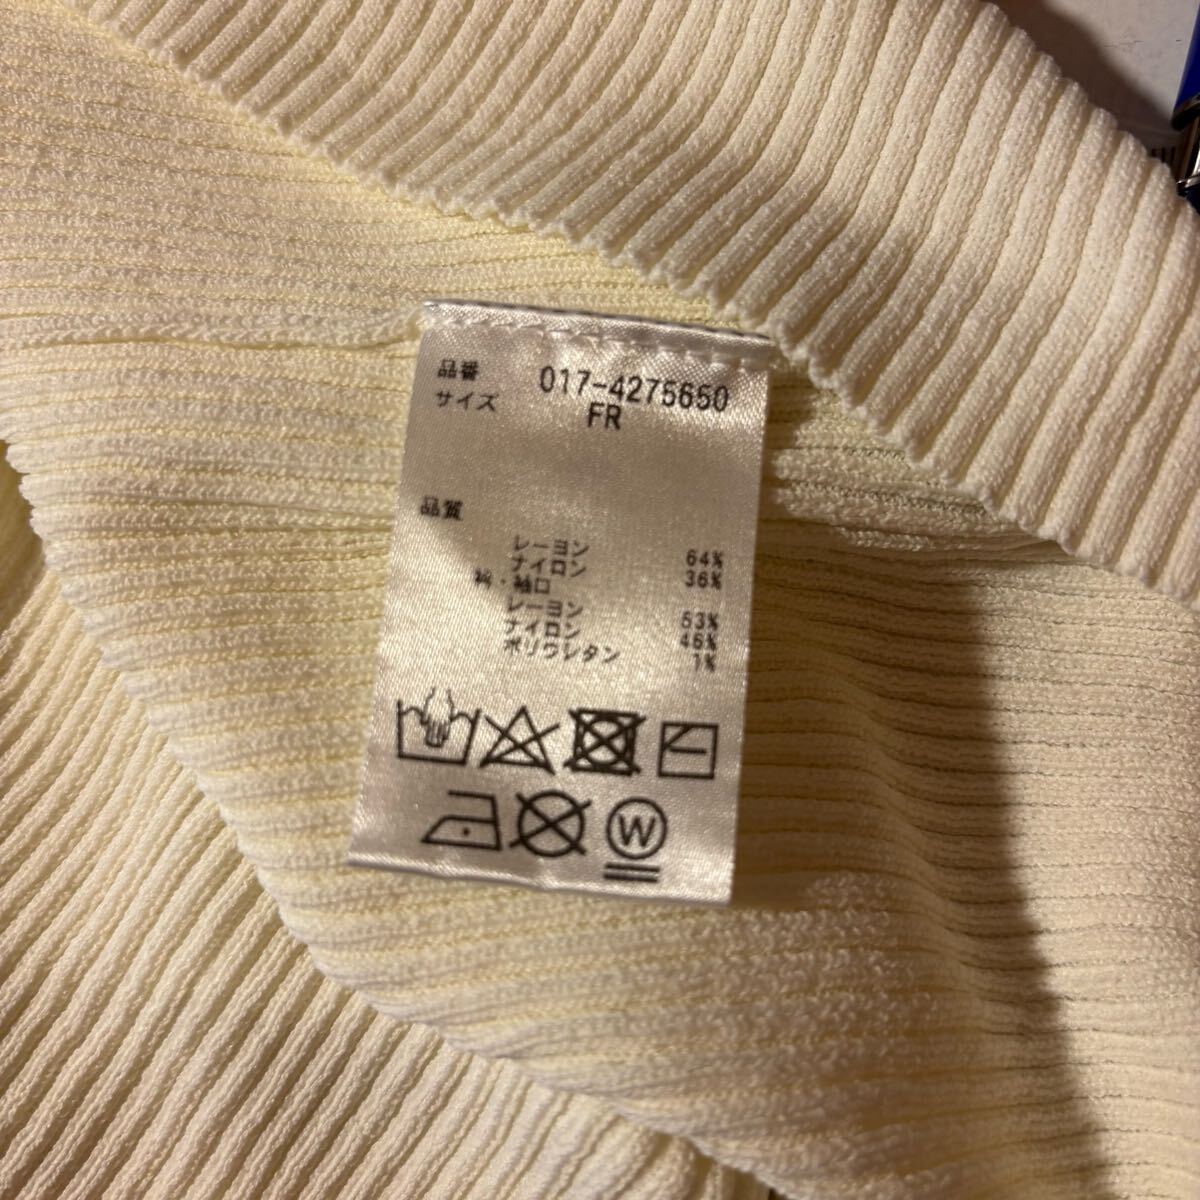 品番 017-4275650
サイズ FR
品質
レーヨン 64%
ナイロン 36%
衿・袖口
レーヨン 53%
ナイロン 46%
ポリウレタン 1%
W